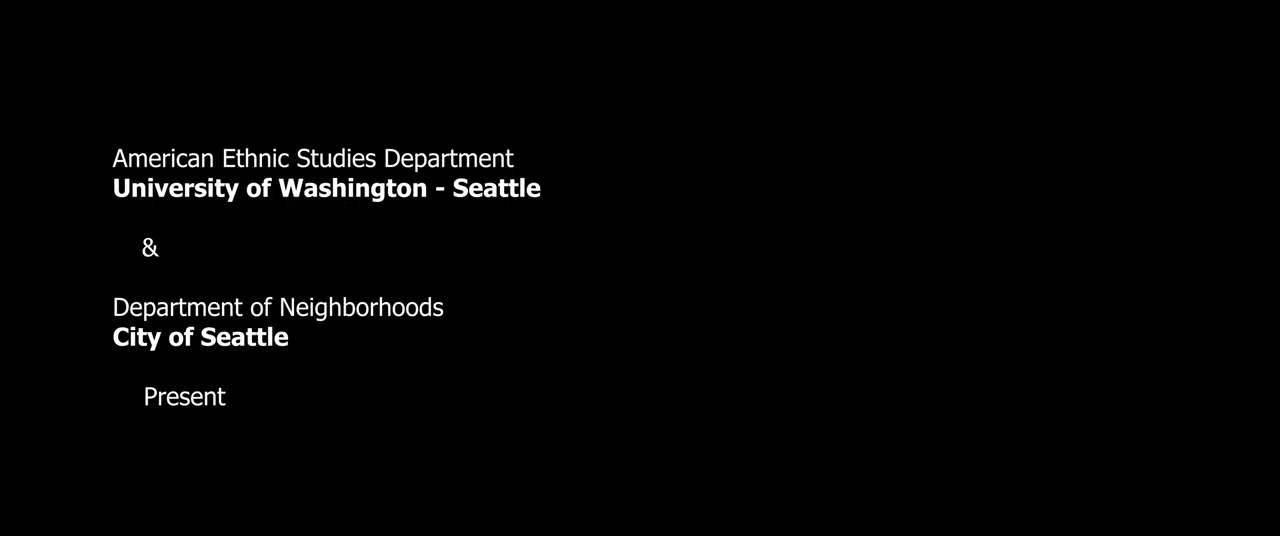 American Ethnic Studies Department
University of Washington - Seattle
&
Department of Neighborhoods
City of Seattle
Present